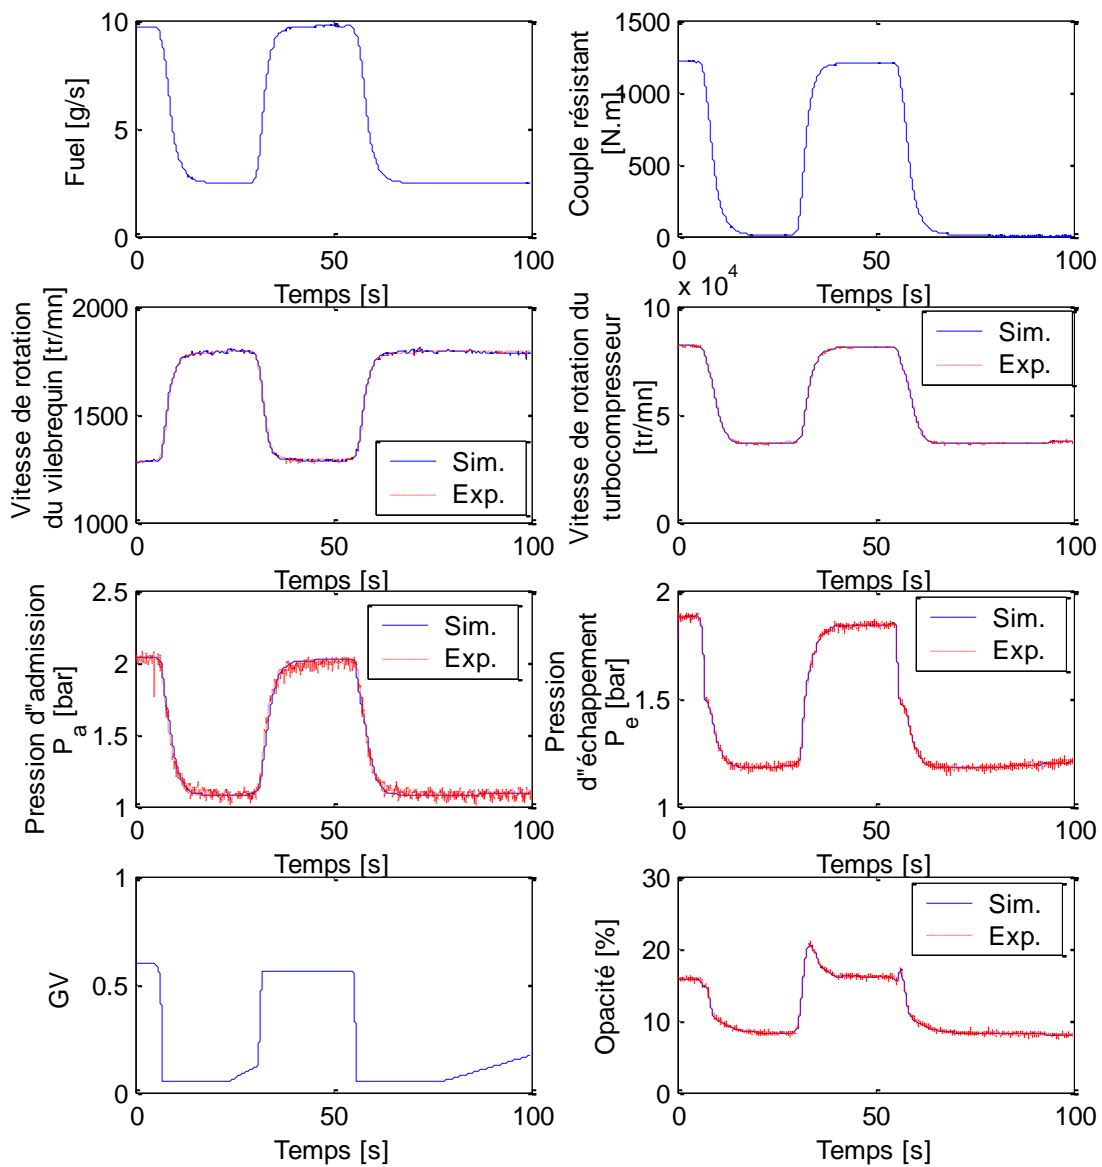 10
5
0
Fuel [g/s]
0
50
100
Temps [s]
1500
1000
500
0
Couple résistant
[N.m]
0
50
100
Temps [s]
2000
1500
1000
Vitesse de rotation
du vilebrequin [tr/mn]
Sim.
Exp.
0
50
100
Temps [s]
x 10^4
10
5
0
Vitesse de rotation du
turbocompresseur
[tr/mn]
Sim.
Exp.
0
50
100
Temps [s]
2.5
2
1.5
1
Pression d"admission
P_a [bar]
Sim.
Exp.
0
50
100
Temps [s]
2
1.5
1
Pression
d"échappement
P_e [bar]
Sim.
Exp.
0
50
100
Temps [s]
1
0.5
0
GV
0
50
100
Temps [s]
30
20
10
0
Opacité [%]
Sim.
Exp.
0
50
100
Temps [s]